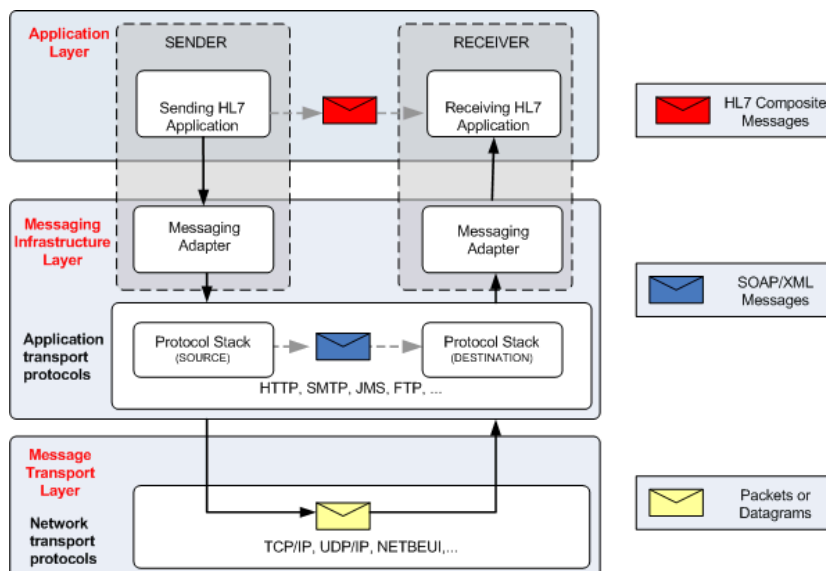 Application
Layer
SENDER
RECEIVER
Sending HL7
Application
Receiving HL7
Application
HL7 Composite
Messages
Messaging
Infrastructure
Layer
Messaging
Adapter
Messaging
Adapter
SOAP/XML
Messages
Application
transport
protocols
Protocol Stack
(SOURCE)
Protocol Stack
(DESTINATION)
HTTP, SMTP, JMS, FTP, ...
Message
Transport
Layer
Network
transport
protocols
TCP/IP, UDP/IP, NETBEUI,...
Packets or
Datagrams